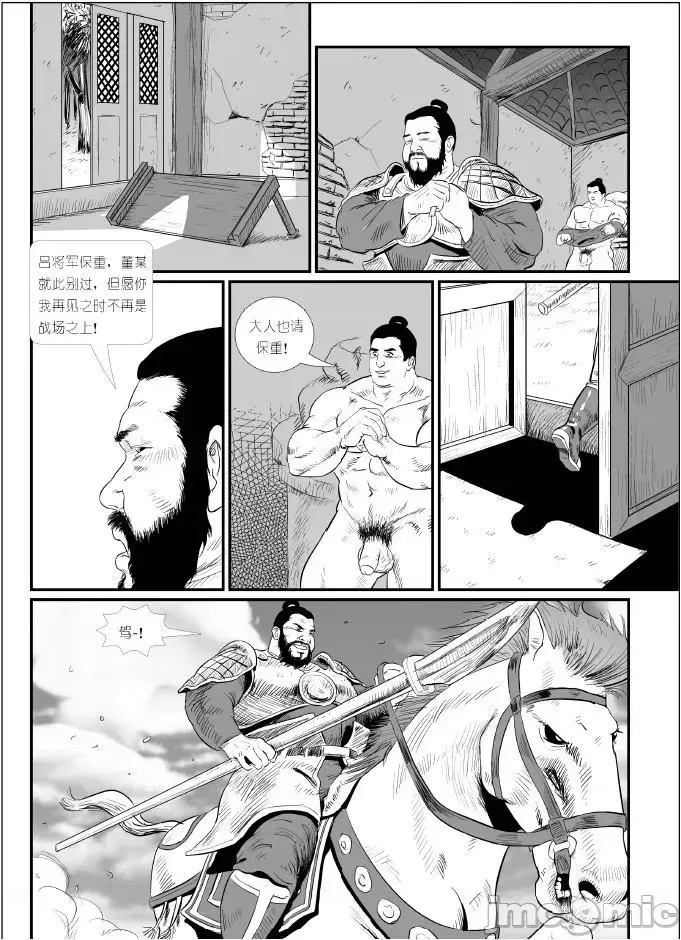 吕将军保重，董某
就此别过，但愿你
我再见之时不再是
战场之上！
大人也请
保重！
驾-！
jmcomic